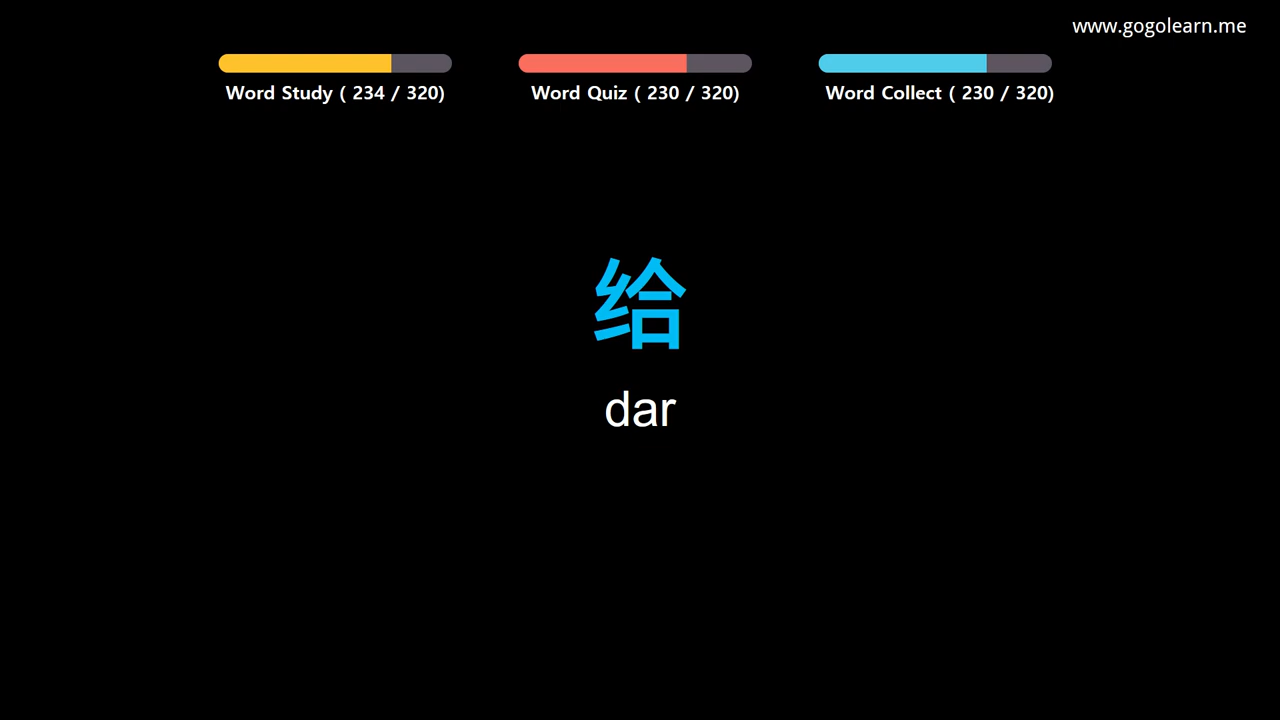 www.gogolearn.me
Word Study ( 234 / 320)
Word Quiz ( 230 / 320)
Word Collect ( 230 / 320)
给
dar